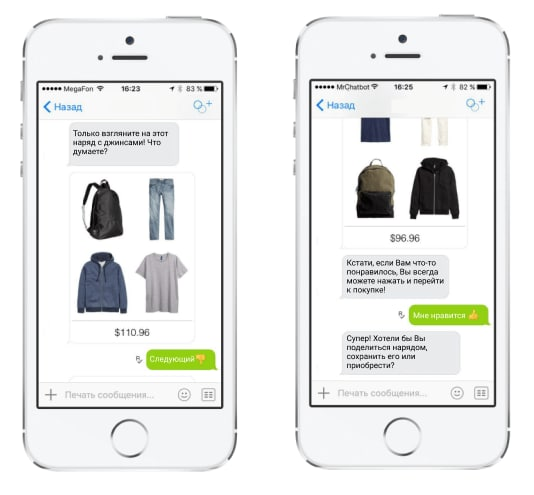 MegaFon 16:23 83 %
Назад
Только взгляните на этот
наряд с джинсами! Что
думаете?
$110.96
Следующий👎
Печать сообщения...
MrChatbot 16:25 82 %
Назад
$96.96
Кстати, если Вам что-то
понравилось, Вы всегда
можете нажать и перейти
к покупке!
Мне нравится 👍
Супер! Хотели бы Вы
поделиться нарядом,
сохранить его или
приобрести?
Печать сообщения...